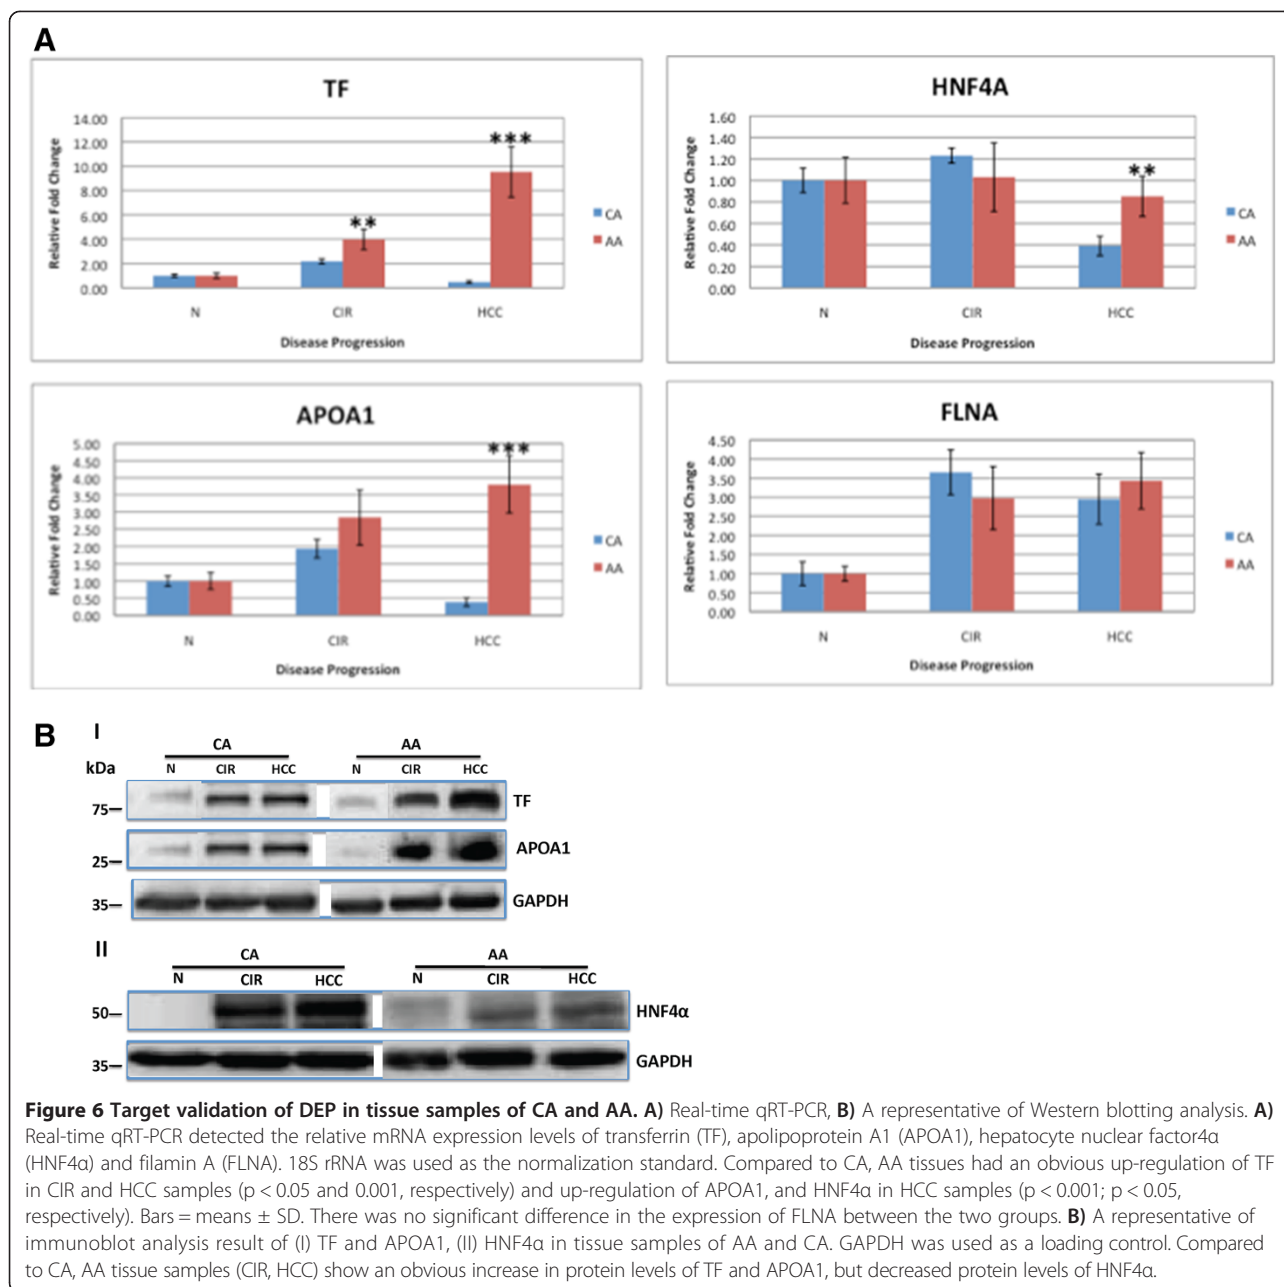 A
TF
14.00
12.00
10.00
8.00
6.00
4.00
2.00
0.00
Relative Fold Change
***
**
CA
AA
N CIR HCC
Disease Progression
HNF4A
1.60
1.40
1.20
1.00
0.80
0.60
0.40
0.20
0.00
Relative Fold Change
**
CA
AA
N CIR HCC
Disease Progression
APOA1
5.00
4.50
4.00
3.50
3.00
2.50
2.00
1.50
1.00
0.50
0.00
Relative Fold Change
***
CA
AA
N CIR HCC
Disease Progression
FLNA
4.50
4.00
3.50
3.00
2.50
2.00
1.50
1.00
0.50
0.00
Relative Fold Change
CA
AA
N CIR HCC
Disease Progression
B I
CA AA
kDa N CIR HCC N CIR HCC
75 TF
25 APOA1
35 GAPDH
II
CA AA
N CIR HCC N CIR HCC
50 HNF4α
35 GAPDH
Figure 6 Target validation of DEP in tissue samples of CA and AA. A) Real-time qRT-PCR, B) A representative of Western blotting analysis. A)
Real-time qRT-PCR detected the relative mRNA expression levels of transferrin (TF), apolipoprotein A1 (APOA1), hepatocyte nuclear factor4α
(HNF4α) and filamin A (FLNA). 18S rRNA was used as the normalization standard. Compared to CA, AA tissues had an obvious up-regulation of TF
in CIR and HCC samples (p < 0.05 and 0.001, respectively) and up-regulation of APOA1, and HNF4α in HCC samples (p < 0.001; p < 0.05,
respectively). Bars = means ± SD. There was no significant difference in the expression of FLNA between the two groups. B) A representative of
immunoblot analysis result of (I) TF and APOA1, (II) HNF4α in tissue samples of AA and CA. GAPDH was used as a loading control. Compared
to CA, AA tissue samples (CIR, HCC) show an obvious increase in protein levels of TF and APOA1, but decreased protein levels of HNF4α.